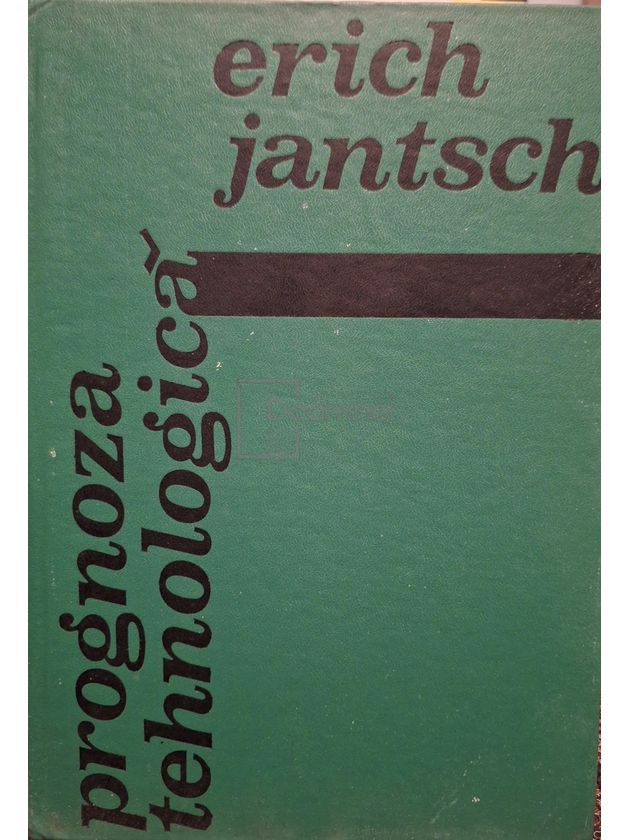 erich
jantsch
prognoza
tehnologică